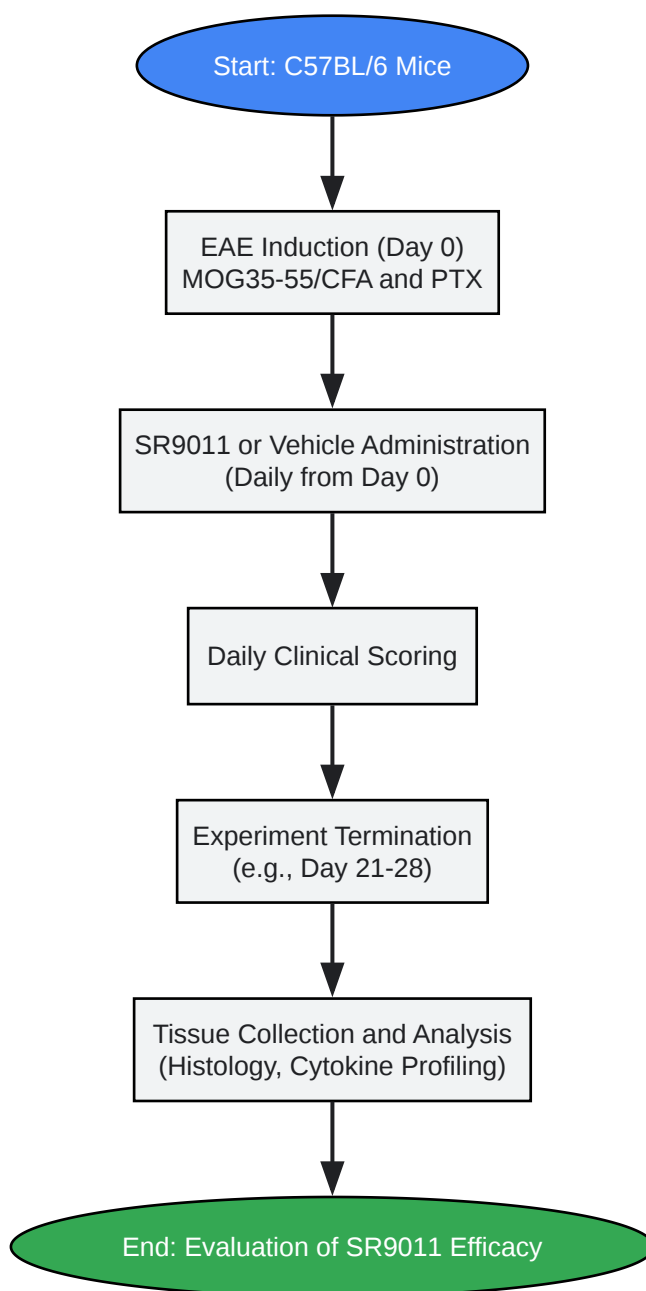 Start: C57BL/6 Mice
EAE Induction (Day 0)
MOG35-55/CFA and PTX
SR9011 or Vehicle Administration
(Daily from Day 0)
Daily Clinical Scoring
Experiment Termination
(e.g., Day 21-28)
Tissue Collection and Analysis
(Histology, Cytokine Profiling)
End: Evaluation of SR9011 Efficacy